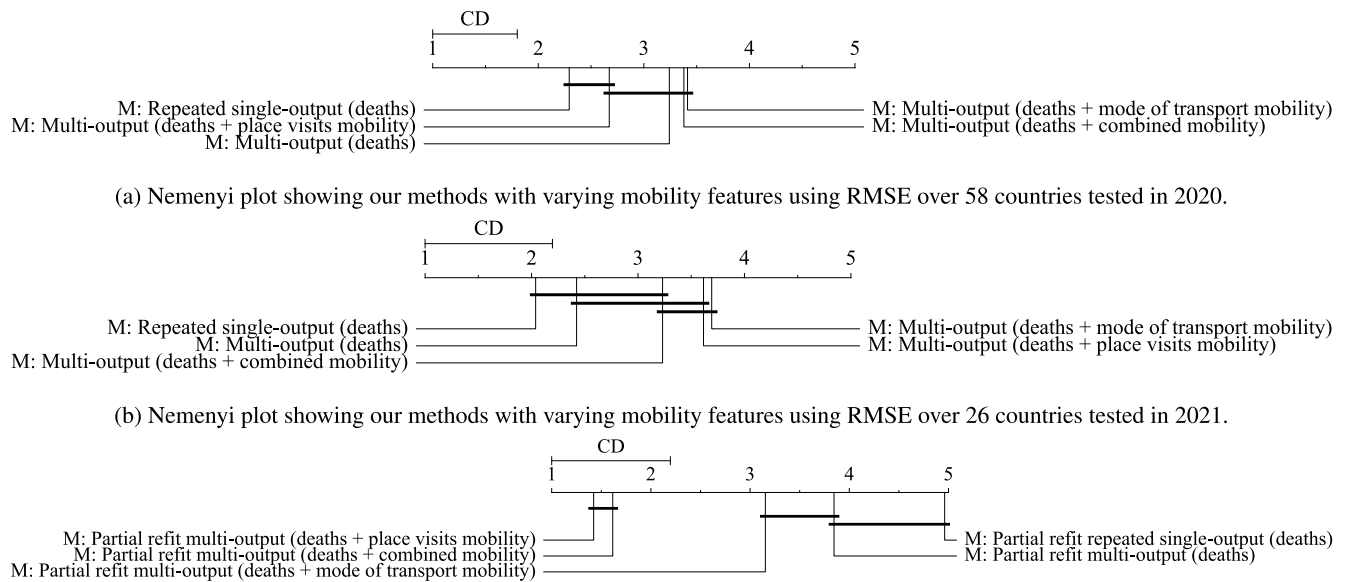 CD
1 2 3 4 5
M: Repeated single-output (deaths) M: Multi-output (deaths + mode of transport mobility)
M: Multi-output (deaths + place visits mobility) M: Multi-output (deaths + combined mobility)
M: Multi-output (deaths)
(a) Nemenyi plot showing our methods with varying mobility features using RMSE over 58 countries tested in 2020.
CD
1 2 3 4 5
M: Repeated single-output (deaths) M: Multi-output (deaths + mode of transport mobility)
M: Multi-output (deaths) M: Multi-output (deaths + place visits mobility)
M: Multi-output (deaths + combined mobility)
(b) Nemenyi plot showing our methods with varying mobility features using RMSE over 26 countries tested in 2021.
CD
1 2 3 4 5
M: Partial refit multi-output (deaths + place visits mobility) M: Partial refit repeated single-output (deaths)
M: Partial refit multi-output (deaths + combined mobility) M: Partial refit multi-output (deaths)
M: Partial refit multi-output (deaths + mode of transport mobility)